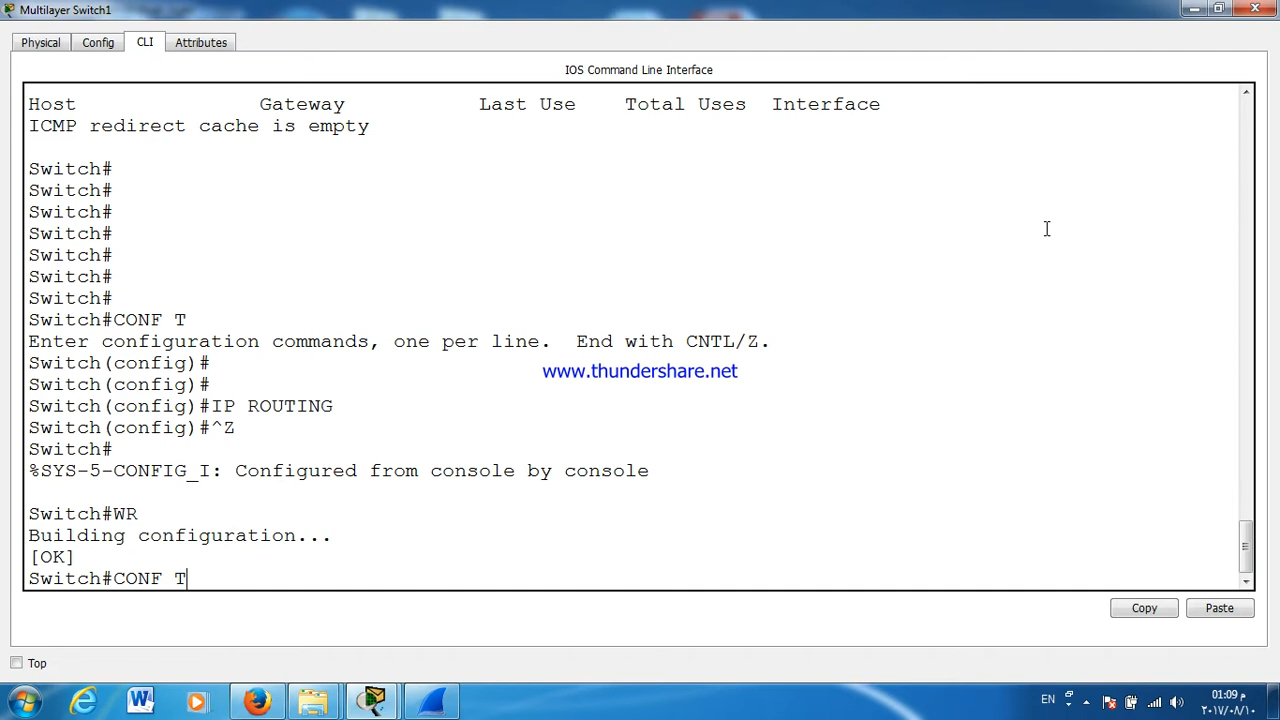 Multilayer Switch1
Physical Config CLI Attributes
IOS Command Line Interface
Host Gateway Last Use Total Uses Interface
ICMP redirect cache is empty
Switch#
Switch#
Switch#
Switch#
Switch#
Switch#
Switch#
Switch#CONF T
Enter configuration commands, one per line. End with CNTL/Z.
Switch(config)#
www.thundershare.net
Switch(config)#
Switch(config)#IP ROUTING
Switch(config)#^Z
Switch#
%SYS-5-CONFIG_I: Configured from console by console
Switch#WR
Building configuration...
[OK]
Switch#CONF T
Copy Paste
Top
EN
01:09 م
٢٠١٧/٠٨/١٠